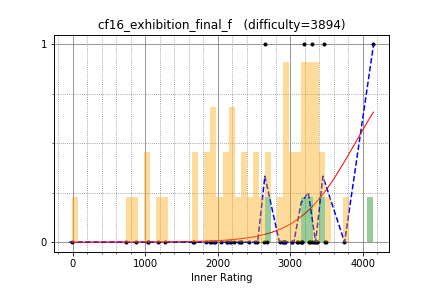 cf16_exhibition_final_f (difficulty=3894)
1
0
0 1000 2000 3000 4000
Inner Rating